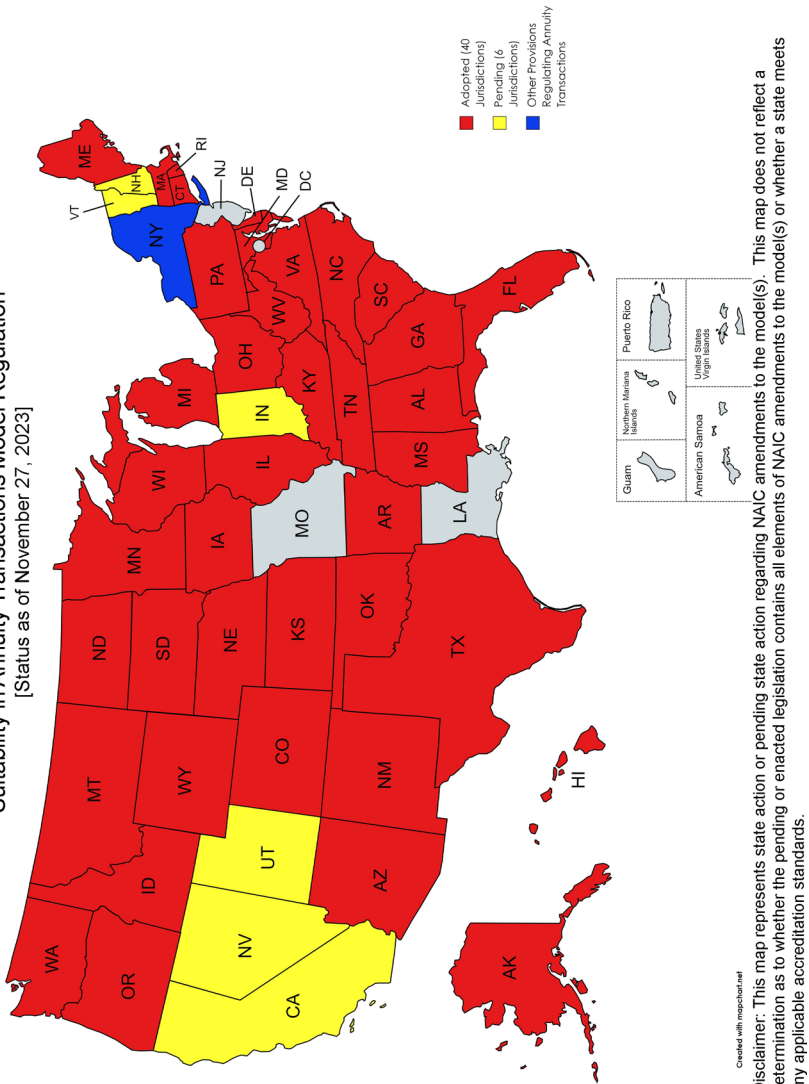 [Status as of November 27, 2023]
WA
OR
CA
NV
ID
MT
WY
UT
AZ
CO
NM
ND
SD
NE
KS
OK
TX
MN
IA
MO
AR
LA
WI
IL
MI
IN
OH
KY
TN
MS
AL
GA
FL
SC
NC
VA
WV
PA
NY
VT
NH
ME
MA
CT
RI
NJ
DE
MD
DC
AK
HI
Adopted (40
Jurisdictions)
Pending (6
Jurisdictions)
Other Provisions
Regulating Annuity
Transactions
Guam
Northern Mariana
Islands
Puerto Rico
American Samoa
United States
Virgin Islands
Created with mapchart.net
isclaimer: This map represents state action or pending state action regarding NAIC amendments to the model(s). This map does not reflect a
etermination as to whether the pending or enacted legislation contains all elements of NAIC amendments to the model(s) or whether a state meets
ny applicable accreditation standards.